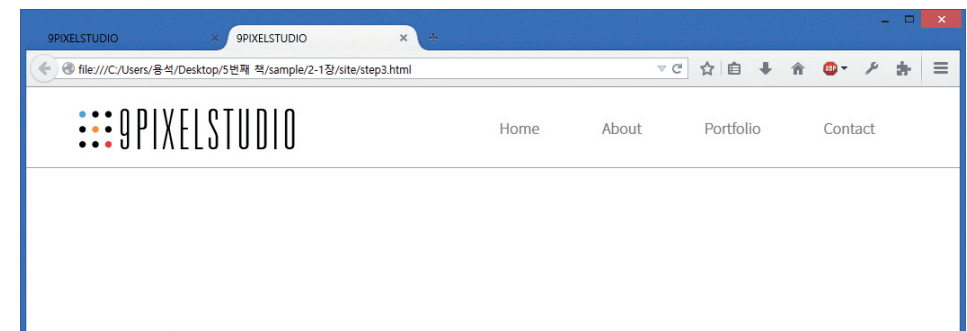 9PIXELSTUDIO 9PIXELSTUDIO
file:///C:/Users/용석/Desktop/5번째 책/sample/2-1장/site/step3.html ABP
9PIXELSTUDIO Home About Portfolio Contact